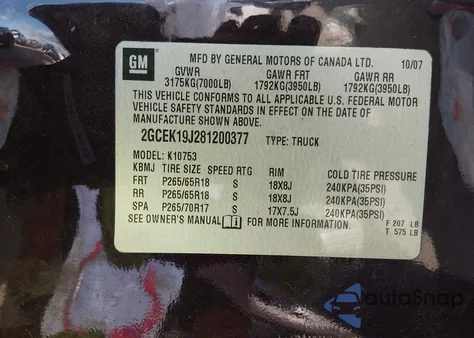 GM
MFD BY GENERAL MOTORS OF CANADA LTD. 10/07
GVWR GAWR FRT GAWR RR
3175KG(7000LB) 1792KG(3950LB) 1792KG(3950LB)
THIS VEHICLE CONFORMS TO ALL APPLICABLE U.S. FEDERAL MOTOR
VEHICLE SAFETY STANDARDS IN EFFECT ON THE DATE OF
MANUFACTURE SHOWN ABOVE.
2GCEK19J281200377 TYPE: TRUCK
MODEL: K10753
KBMJ TIRE SIZE SPEED RTG RIM COLD TIRE PRESSURE
FRT P265/65R18 S 18X8J 240KPA(35PSI)
RR P265/65R18 S 18X8J 240KPA(35PSI)
SPA P265/70R17 S 17X7.5J 240KPA(35PSI)
SEE OWNER'S MANUAL i FOR MORE INFORMATION. F 207 LB
T 575 LB
autoSnap